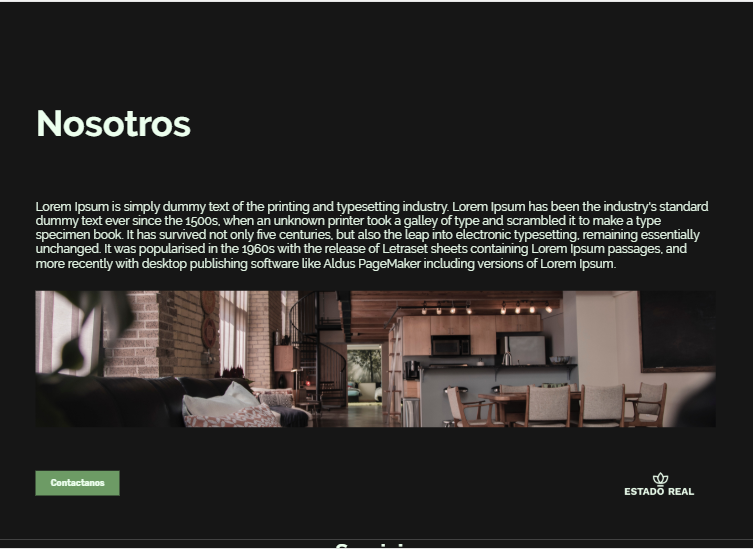 Nosotros
Lorem Ipsum is simply dummy text of the printing and typesetting industry. Lorem Ipsum has been the industry's standard
dummy text ever since the 1500s, when an unknown printer took a galley of type and scrambled it to make a type
specimen book. It has survived not only five centuries, but also the leap into electronic typesetting, remaining essentially
unchanged. It was popularised in the 1960s with the release of Letraset sheets containing Lorem Ipsum passages, and
more recently with desktop publishing software like Aldus PageMaker including versions of Lorem Ipsum.
Contactanos
ESTADO REAL